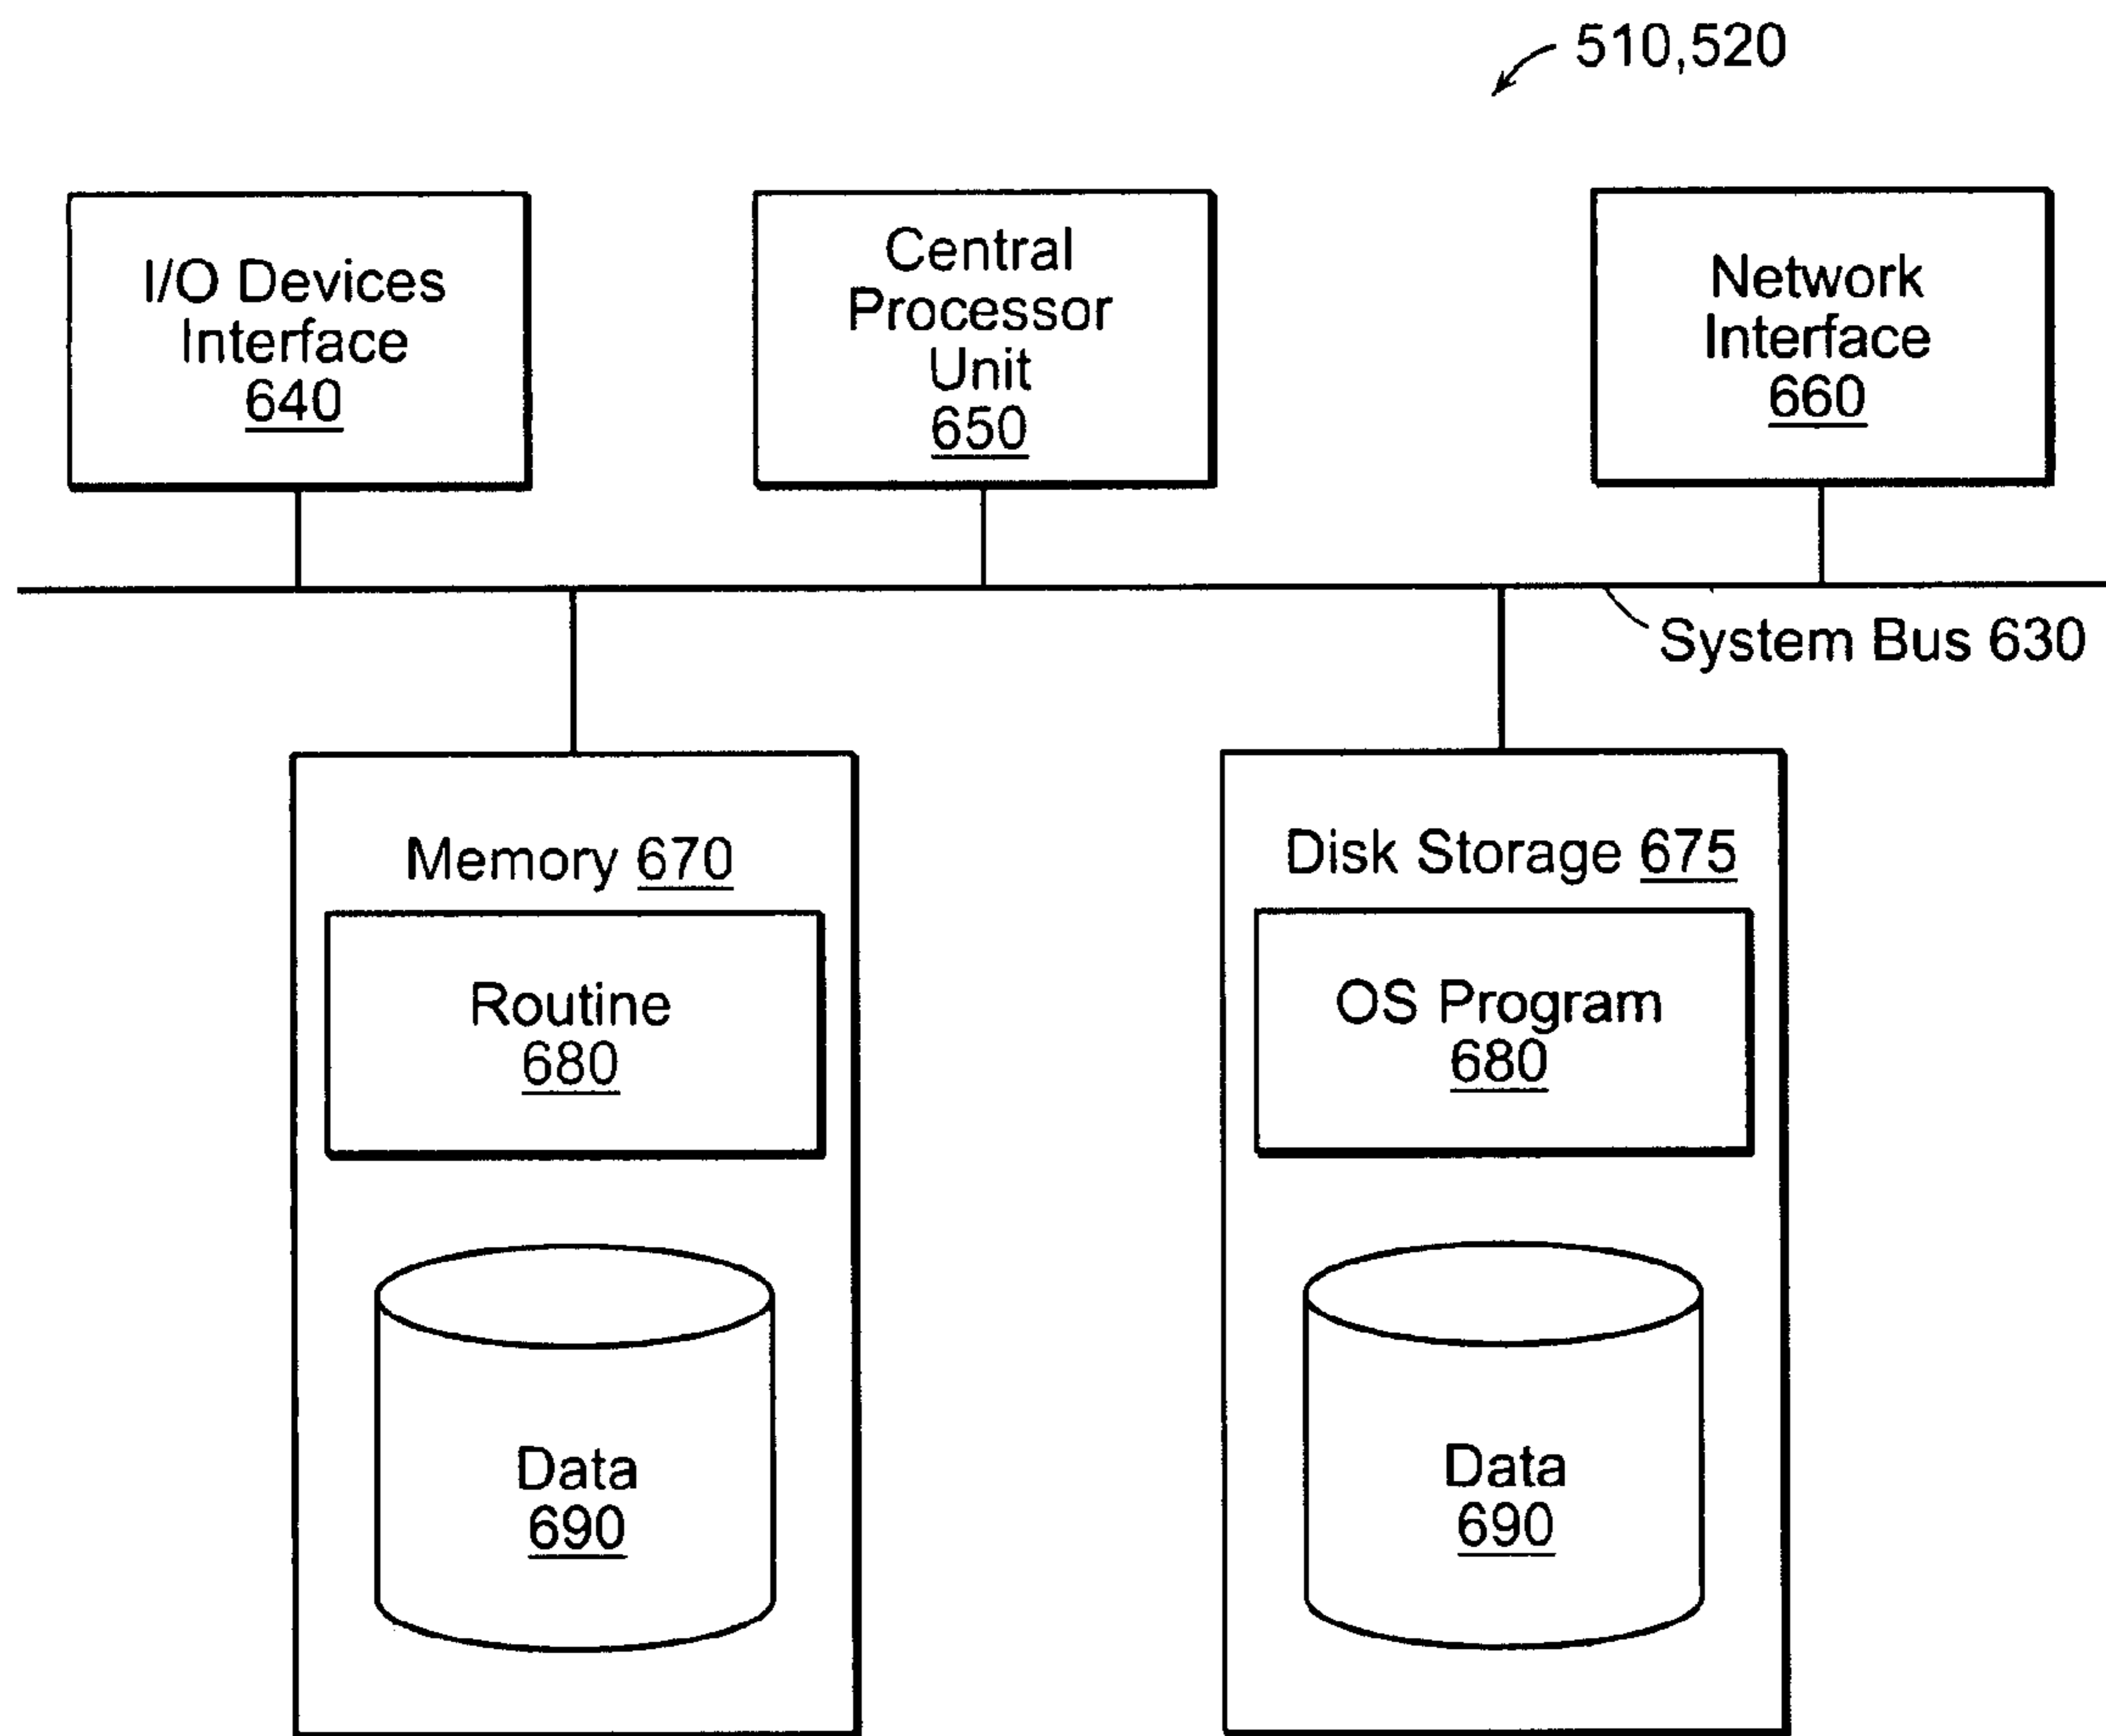 510,520
I/O Devices
Interface
640
Central
Processor
Unit
650
Network
Interface
660
System Bus 630
Memory 670
Routine
680
Data
690
Disk Storage 675
OS Program
680
Data
690